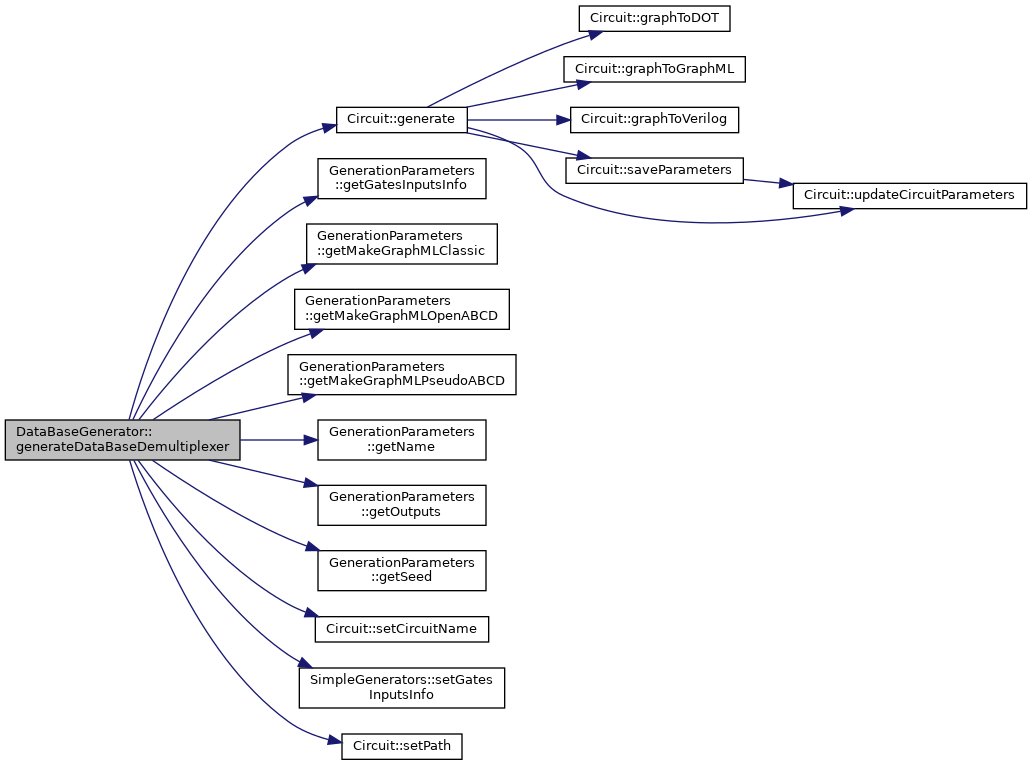 Circuit::graphToDOT
Circuit::graphToGraphML
Circuit::generate
Circuit::graphToVerilog
Circuit::saveParameters
Circuit::updateCircuitParameters
GenerationParameters
::getGatesInputsInfo
GenerationParameters
::getMakeGraphMLClassic
GenerationParameters
::getMakeGraphMLOpenABCD
GenerationParameters
::getMakeGraphMLPseudoABCD
DataBaseGenerator::
generateDataBaseDemultiplexer
GenerationParameters
::getName
GenerationParameters
::getOutputs
GenerationParameters
::getSeed
Circuit::setCircuitName
SimpleGenerators::setGates
InputsInfo
Circuit::setPath